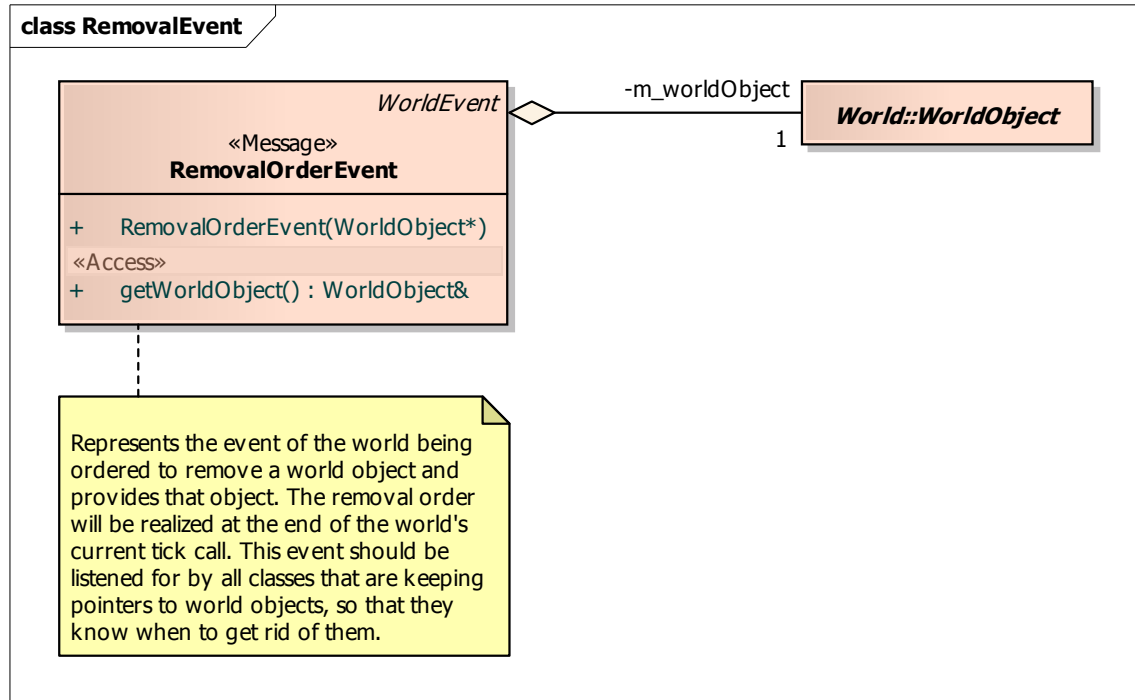 class RemovalEvent
WorldEvent
«Message»
RemovalOrderEvent
+ RemovalOrderEvent(WorldObject*)
«Access»
+ getWorldObject() : WorldObject&
-m_worldObject
1
World::WorldObject
Represents the event of the world being
ordered to remove a world object and
provides that object. The removal order
will be realized at the end of the world's
current tick call. This event should be
listened for by all classes that are keeping
pointers to world objects, so that they
know when to get rid of them.